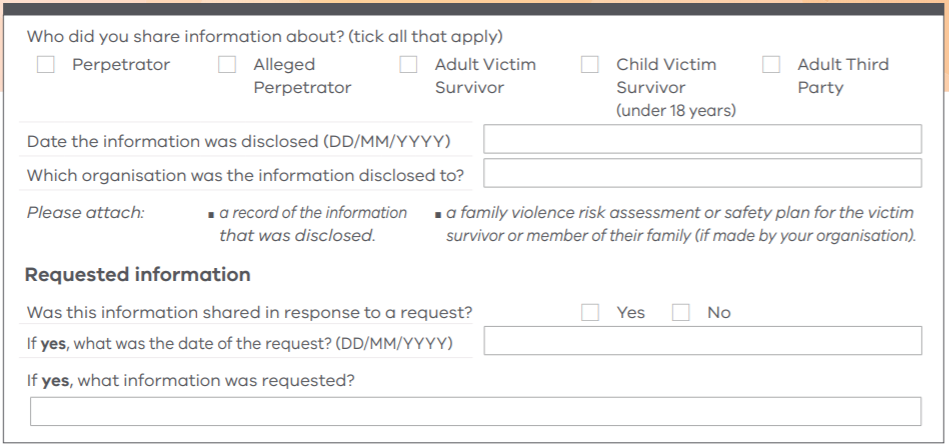 Who did you share information about? (tick all that apply)
Perpetrator
Alleged
Perpetrator
Adult Victim
Survivor
Child Victim
Survivor
(under 18 years)
Adult Third
Party
Date the information was disclosed (DD/MM/YYYY)
Which organisation was the information disclosed to?
Please attach:
▪ a record of the information
that was disclosed.
▪ a family violence risk assessment or safety plan for the victim
survivor or member of their family (if made by your organisation).
Requested information
Was this information shared in response to a request?
Yes
No
If yes, what was the date of the request? (DD/MM/YYYY)
If yes, what information was requested?